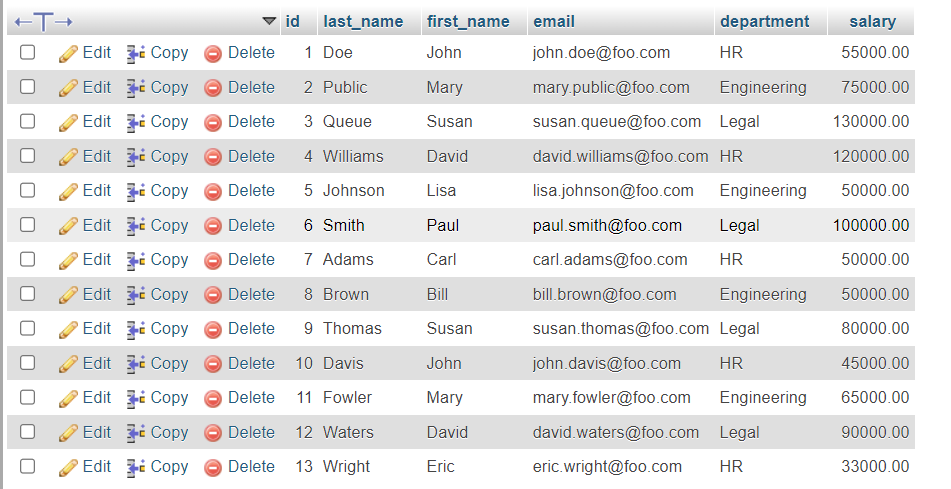 id last_name first_name email department salary
Edit Copy Delete 1 Doe John john.doe@foo.com HR 55000.00
Edit Copy Delete 2 Public Mary mary.public@foo.com Engineering 75000.00
Edit Copy Delete 3 Queue Susan susan.queue@foo.com Legal 130000.00
Edit Copy Delete 4 Williams David david.williams@foo.com HR 120000.00
Edit Copy Delete 5 Johnson Lisa lisa.johnson@foo.com Engineering 50000.00
Edit Copy Delete 6 Smith Paul paul.smith@foo.com Legal 100000.00
Edit Copy Delete 7 Adams Carl carl.adams@foo.com HR 50000.00
Edit Copy Delete 8 Brown Bill bill.brown@foo.com Engineering 50000.00
Edit Copy Delete 9 Thomas Susan susan.thomas@foo.com Legal 80000.00
Edit Copy Delete 10 Davis John john.davis@foo.com HR 45000.00
Edit Copy Delete 11 Fowler Mary mary.fowler@foo.com Engineering 65000.00
Edit Copy Delete 12 Waters David david.waters@foo.com Legal 90000.00
Edit Copy Delete 13 Wright Eric eric.wright@foo.com HR 33000.00